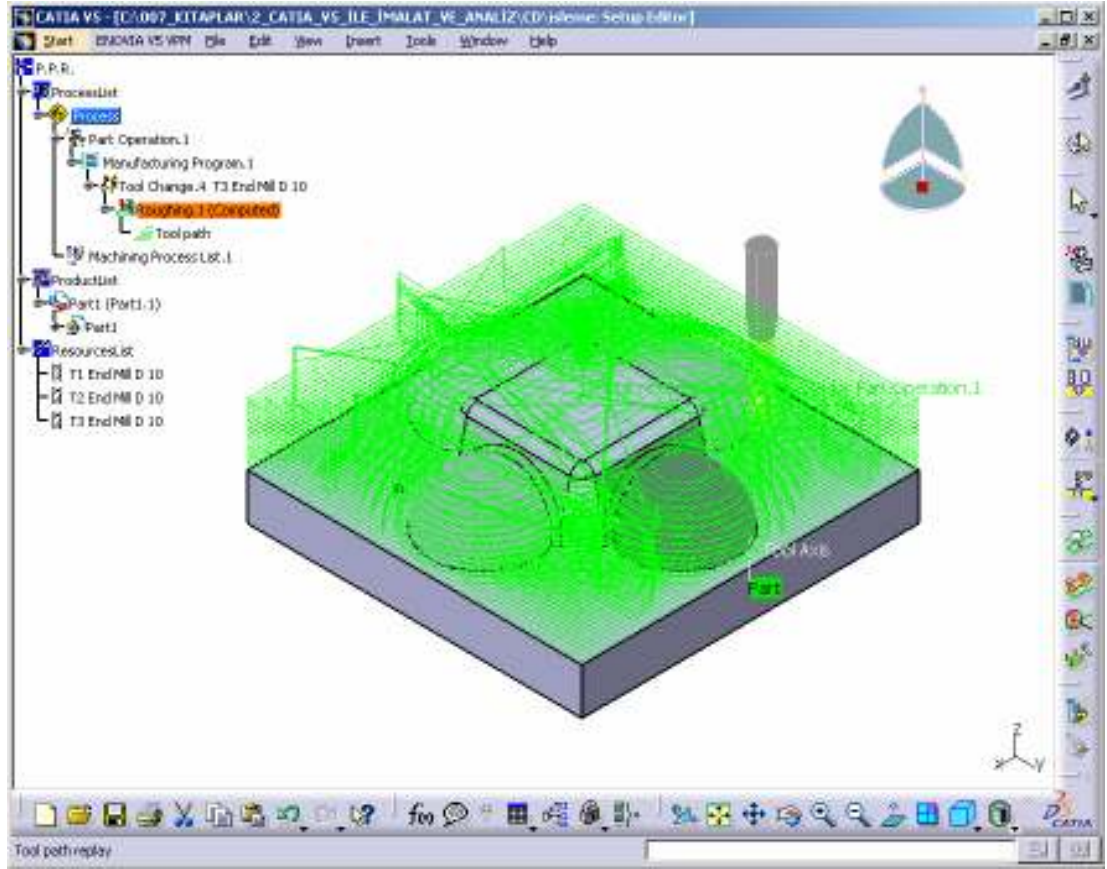 CATIA V5 - [C:\007_KITAPLAR\2_CATIA_V5_İLE_İMALAT_VE_ANALİZ\CD\isleme: Setup Editor]
Start ENOVIA V5 VPM File Edit View Insert Tools Window Help
P.P.R.
ProcessList
Process
Part Operation.1
Manufacturing Program.1
Tool Change.4 T3 End Mill D 10
Roughing.1 (Computed)
Tool path
Machining Process List.1
ProductList
Part1 (Part1.1)
Part1
ResourcesList
T1 End Mill D 10
T2 End Mill D 10
T3 End Mill D 10
Part Operation.1
Tool Axis
Part
z
x y
f(x)
CATIA
Tool path replay